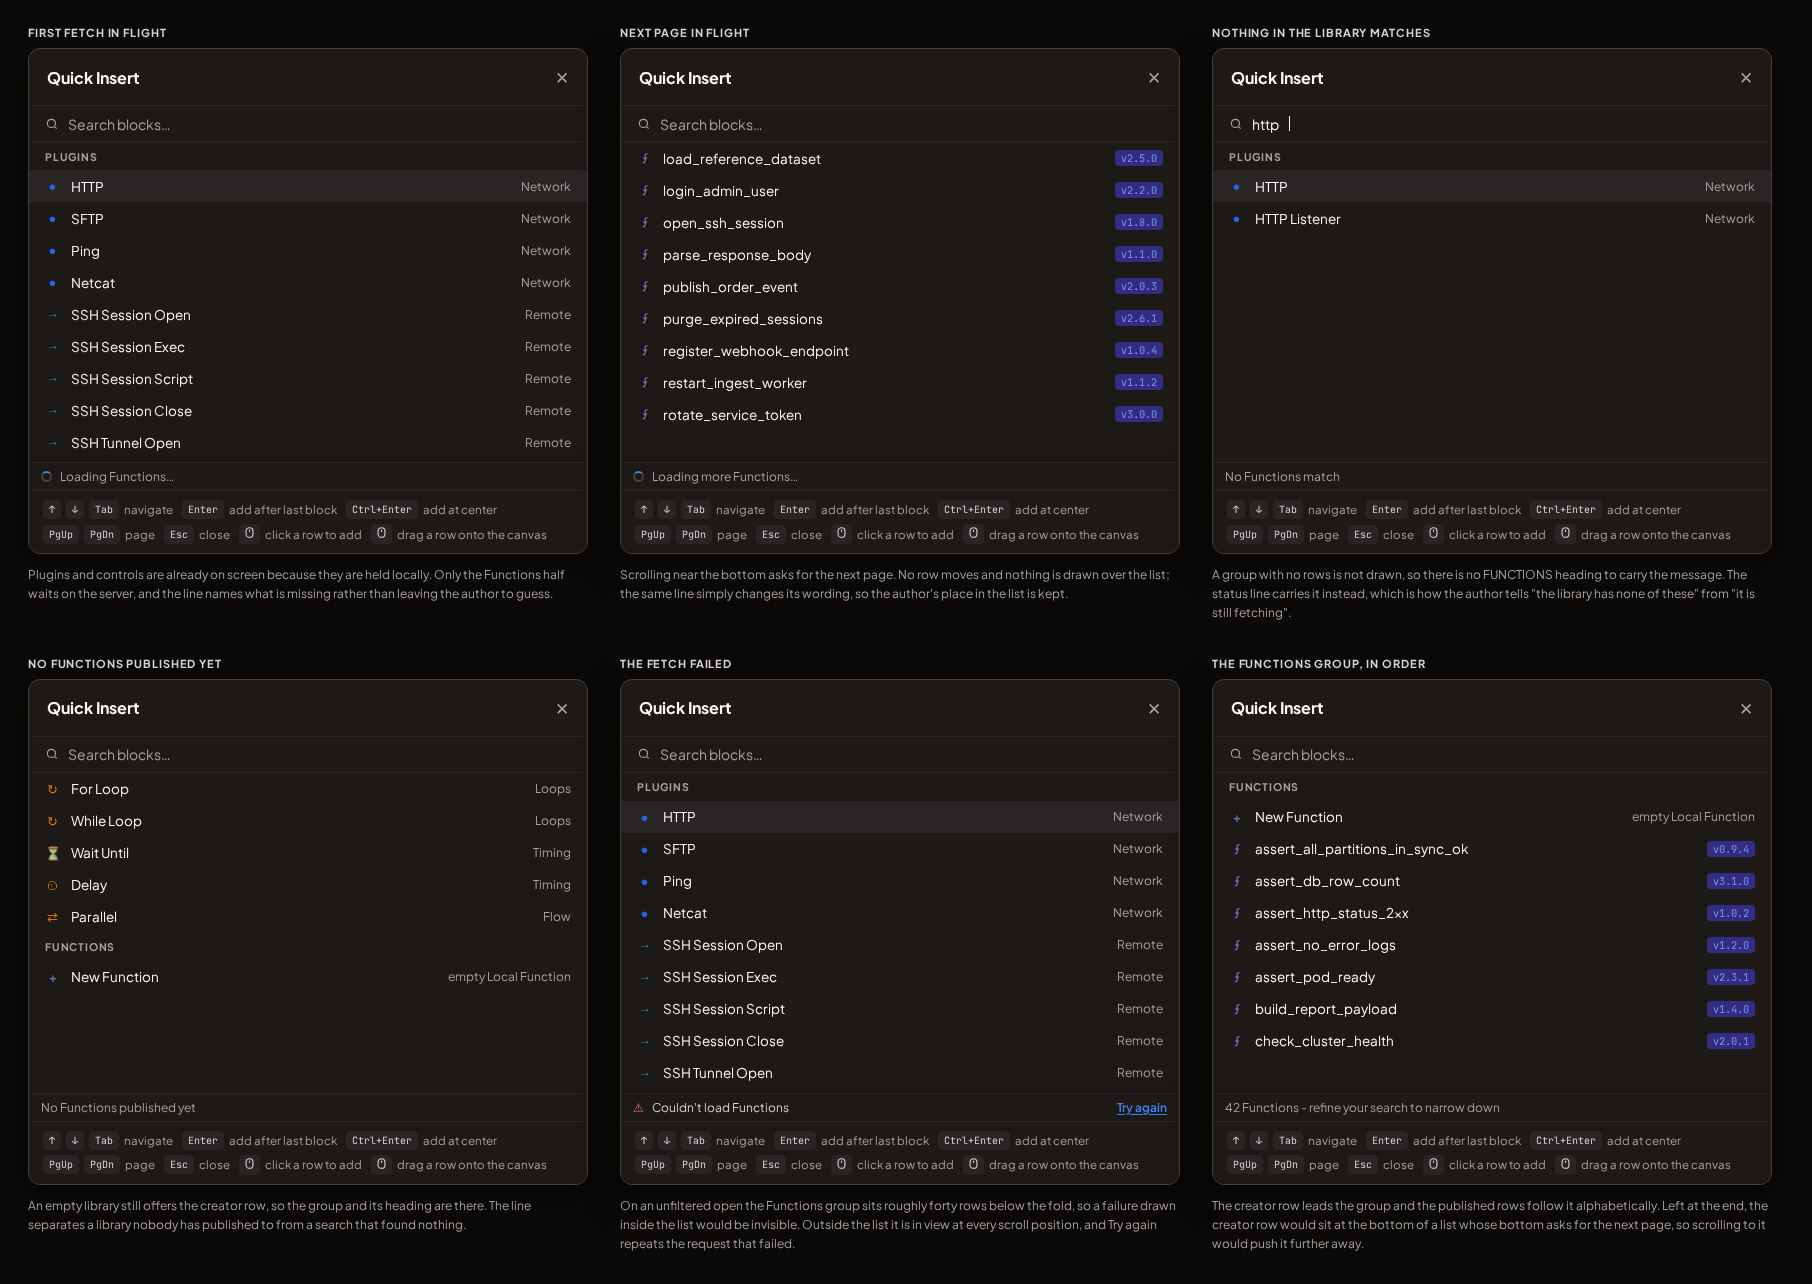 FIRST FETCH IN FLIGHT
Quick Insert
Search blocks...
PLUGINS
HTTP Network
SFTP Network
Ping Network
Netcat Network
SSH Session Open Remote
SSH Session Exec Remote
SSH Session Script Remote
SSH Session Close Remote
SSH Tunnel Open Remote
Loading Functions...
↑ ↓ Tab navigate Enter add after last block Ctrl+Enter add at center
PgUp PgDn page Esc close click a row to add drag a row onto the canvas
Plugins and controls are already on screen because they are held locally. Only the Functions half
waits on the server, and the line names what is missing rather than leaving the author to guess.
NEXT PAGE IN FLIGHT
Quick Insert
Search blocks...
load_reference_dataset v2.5.0
login_admin_user v2.2.0
open_ssh_session v1.8.0
parse_response_body v1.1.0
publish_order_event v2.0.3
purge_expired_sessions v2.6.1
register_webhook_endpoint v1.0.4
restart_ingest_worker v1.1.2
rotate_service_token v3.0.0
Loading more Functions...
↑ ↓ Tab navigate Enter add after last block Ctrl+Enter add at center
PgUp PgDn page Esc close click a row to add drag a row onto the canvas
Scrolling near the bottom asks for the next page. No row moves and nothing is drawn over the list;
the same line simply changes its wording, so the author's place in the list is kept.
NOTHING IN THE LIBRARY MATCHES
Quick Insert
http
PLUGINS
HTTP Network
HTTP Listener Network
No Functions match
↑ ↓ Tab navigate Enter add after last block Ctrl+Enter add at center
PgUp PgDn page Esc close click a row to add drag a row onto the canvas
A group with no rows is not drawn, so there is no FUNCTIONS heading to carry the message. The
status line carries it instead, which is how the author tells "the library has none of these" from "it is
still fetching".
NO FUNCTIONS PUBLISHED YET
Quick Insert
Search blocks...
For Loop Loops
While Loop Loops
Wait Until Timing
Delay Timing
Parallel Flow
FUNCTIONS
+ New Function empty Local Function
No Functions published yet
↑ ↓ Tab navigate Enter add after last block Ctrl+Enter add at center
PgUp PgDn page Esc close click a row to add drag a row onto the canvas
An empty library still offers the creator row, so the group and its heading are there. The line
separates a library nobody has published to from a search that found nothing.
THE FETCH FAILED
Quick Insert
Search blocks...
PLUGINS
HTTP Network
SFTP Network
Ping Network
Netcat Network
SSH Session Open Remote
SSH Session Exec Remote
SSH Session Script Remote
SSH Session Close Remote
SSH Tunnel Open Remote
Couldn't load Functions Try again
↑ ↓ Tab navigate Enter add after last block Ctrl+Enter add at center
PgUp PgDn page Esc close click a row to add drag a row onto the canvas
On an unfiltered open the Functions group sits roughly forty rows below the fold, so a failure drawn
inside the list would be invisible. Outside the list it is in view at every scroll position, and Try again
repeats the request that failed.
THE FUNCTIONS GROUP, IN ORDER
Quick Insert
Search blocks...
FUNCTIONS
+ New Function empty Local Function
assert_all_partitions_in_sync_ok v0.9.4
assert_db_row_count v3.1.0
assert_http_status_2xx v1.0.2
assert_no_error_logs v1.2.0
assert_pod_ready v2.3.1
build_report_payload v1.4.0
check_cluster_health v2.0.1
42 Functions - refine your search to narrow down
↑ ↓ Tab navigate Enter add after last block Ctrl+Enter add at center
PgUp PgDn page Esc close click a row to add drag a row onto the canvas
The creator row leads the group and the published rows follow it alphabetically. Left at the end, the
creator row would sit at the bottom of a list whose bottom asks for the next page, so scrolling to it
would push it further away.